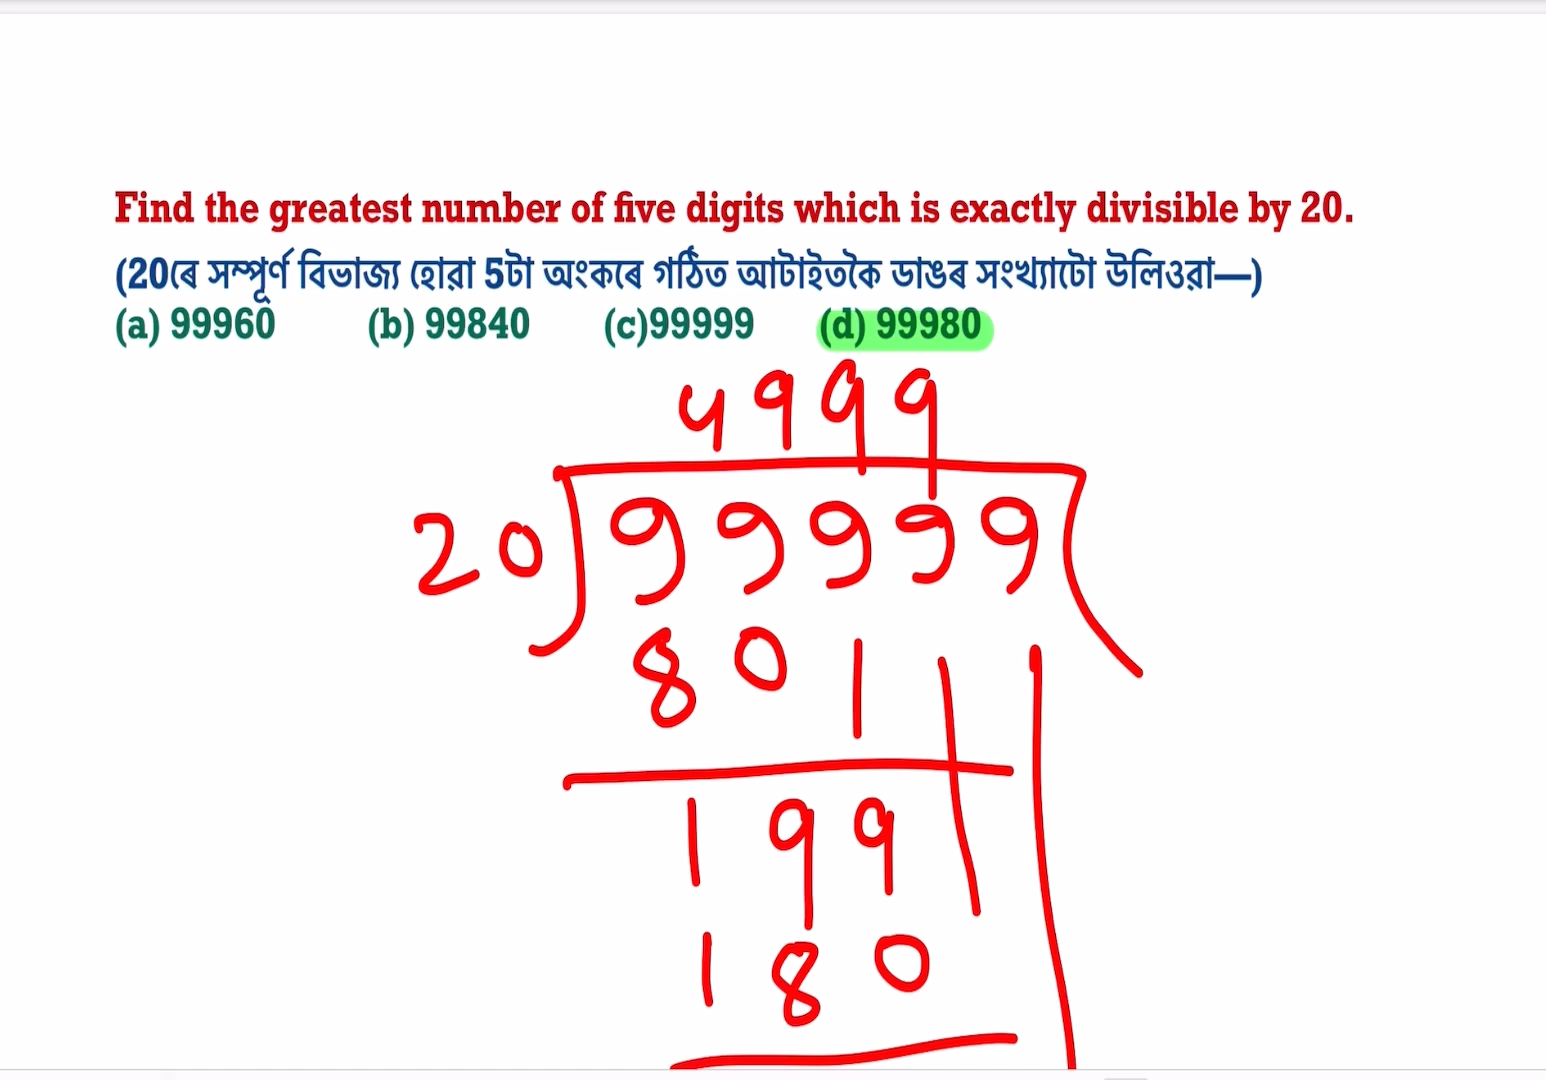 Find the greatest number of five digits which is exactly divisible by 20.
(20ৰে সম্পূৰ্ণ বিভাজ্য হোৱা 5টা অংকৰে গঠিত আটাইতকৈ ডাঙৰ সংখ্যাটো উলিওৱা—)
(a) 99960 (b) 99840 (c)99999 (d) 99980
4999
20 99999
80
199
180